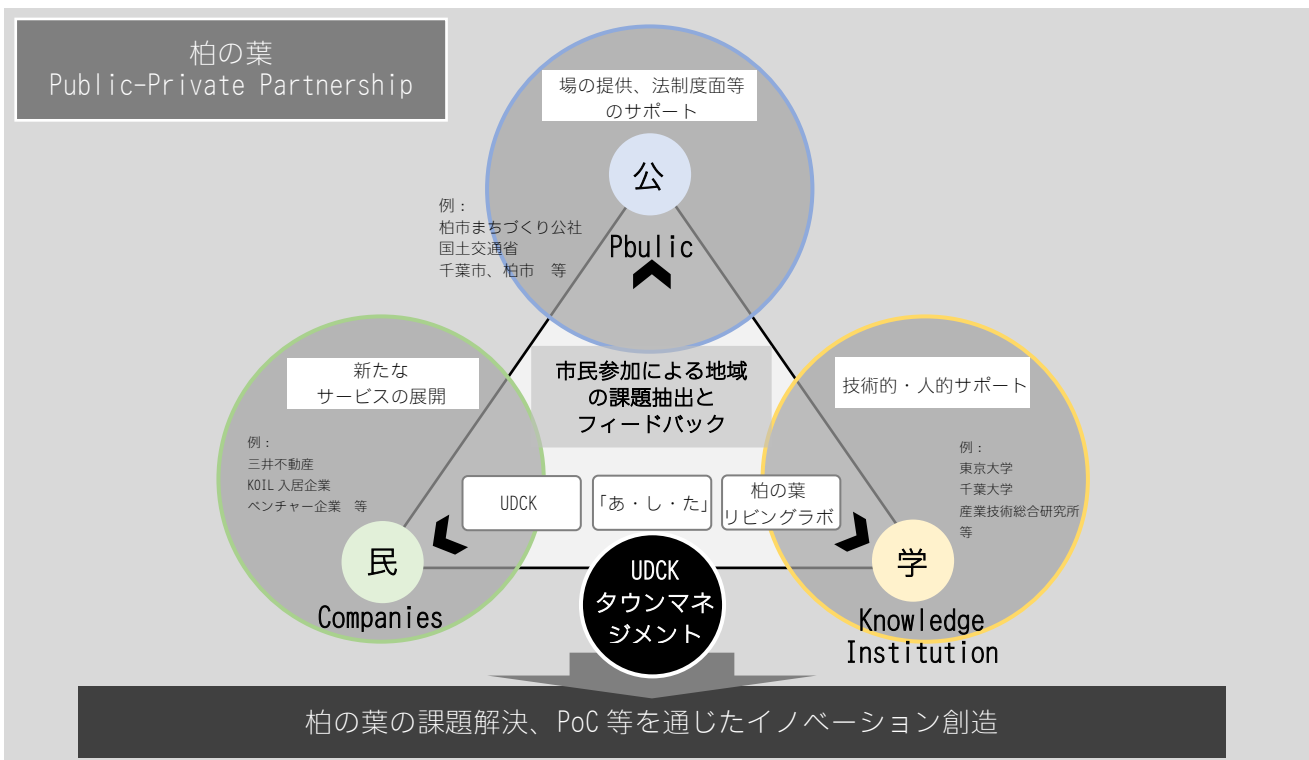 柏の葉
Public-Private Partnership
場の提供、法制度面等
のサポート
公
Pbulic
例：
柏市まちづくり公社
国土交通省
千葉市、柏市　等
新たな
サービスの展開
例：
三井不動産
KOIL 入居企業
ベンチャー企業　等
民
Companies
市民参加による地域
の課題抽出と
フィードバック
UDCK
「あ・し・た」
柏の葉
リビングラボ
技術的・人的サポート
例：
東京大学
千葉大学
産業技術総合研究所
等
学
Knowledge
Institution
UDCK
タウンマネ
ジメント
柏の葉の課題解決、PoC 等を通じたイノベーション創造